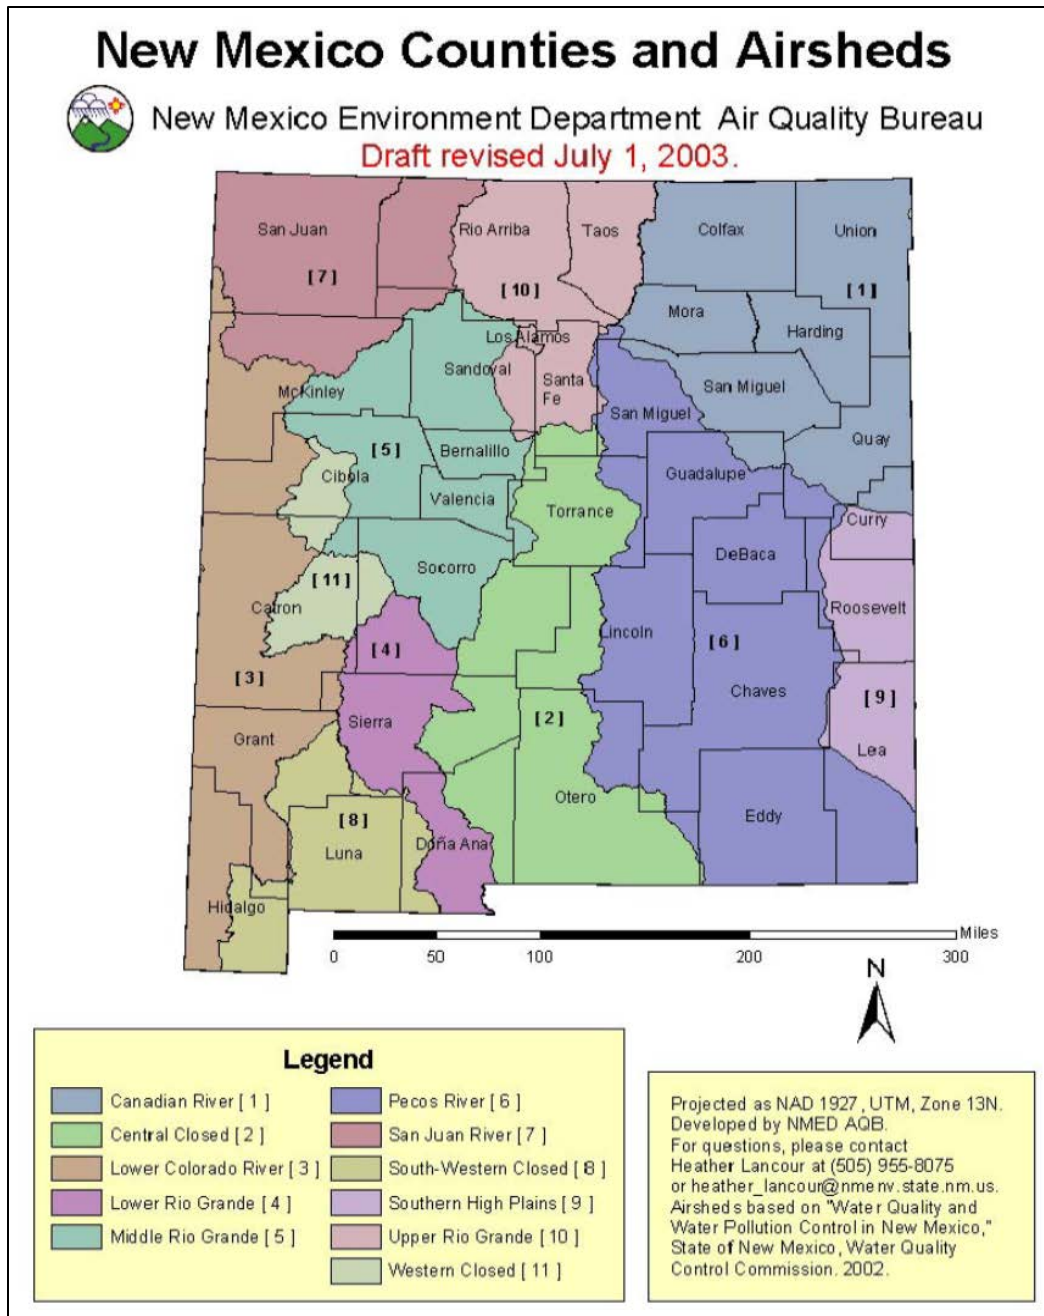 New Mexico Counties and Airsheds
New Mexico Environment Department Air Quality Bureau
Draft revised July 1, 2003.
San Juan
Rio Arriba
Taos
Colfax
Union
[ 7 ]
[ 10 ]
[ 1 ]
Mora
Harding
Los Alamos
Sandoval
Santa
Fe
McKinley
San Miguel
San Miguel
[ 5 ]
Bernalillo
Quay
Cibola
Guadalupe
Valencia
Torrance
Curry
Socorro
DeBaca
[ 11 ]
Catron
Roosevelt
Lincoln
[ 4 ]
[ 6 ]
[ 3 ]
Chaves
[ 9 ]
Sierra
[ 2 ]
Grant
Lea
Otero
[ 8 ]
Eddy
Luna
Doña Ana
Hidalgo
Miles
0 50 100 200 300
N
Legend
Canadian River [ 1 ]
Central Closed [ 2 ]
Lower Colorado River [ 3 ]
Lower Rio Grande [ 4 ]
Middle Rio Grande [ 5 ]
Pecos River [ 6 ]
San Juan River [ 7 ]
South-Western Closed [ 8 ]
Southern High Plains [ 9 ]
Upper Rio Grande [ 10 ]
Western Closed [ 11 ]
Projected as NAD 1927, UTM, Zone 13N.
Developed by NMED AQB.
For questions, please contact
Heather Lancour at (505) 955-8075
or heather_lancour@nmenv.state.nm.us.
Airsheds based on "Water Quality and
Water Pollution Control in New Mexico,"
State of New Mexico, Water Quality
Control Commission. 2002.